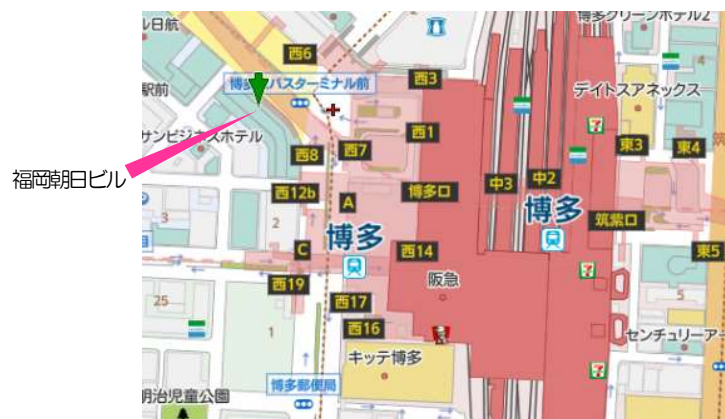 博多グリーンホテル2
ル日航
西6
西3
4
駅前
バスターミナル前
デイトスアネックス
サンビジネスホテル
西1
東3
東4
西8
西7
福岡朝日ビル
西12b
A
博多口
中3
中2
3
2
博多
博多
筑紫口
C
西14
東5
西19
阪急
25
西17
5
1
西16
センチュリーア
キッテ博多
博多郵便局
明治児童公園